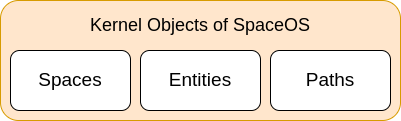 Kernel Objects of SpaceOS
Spaces
Entities
Paths